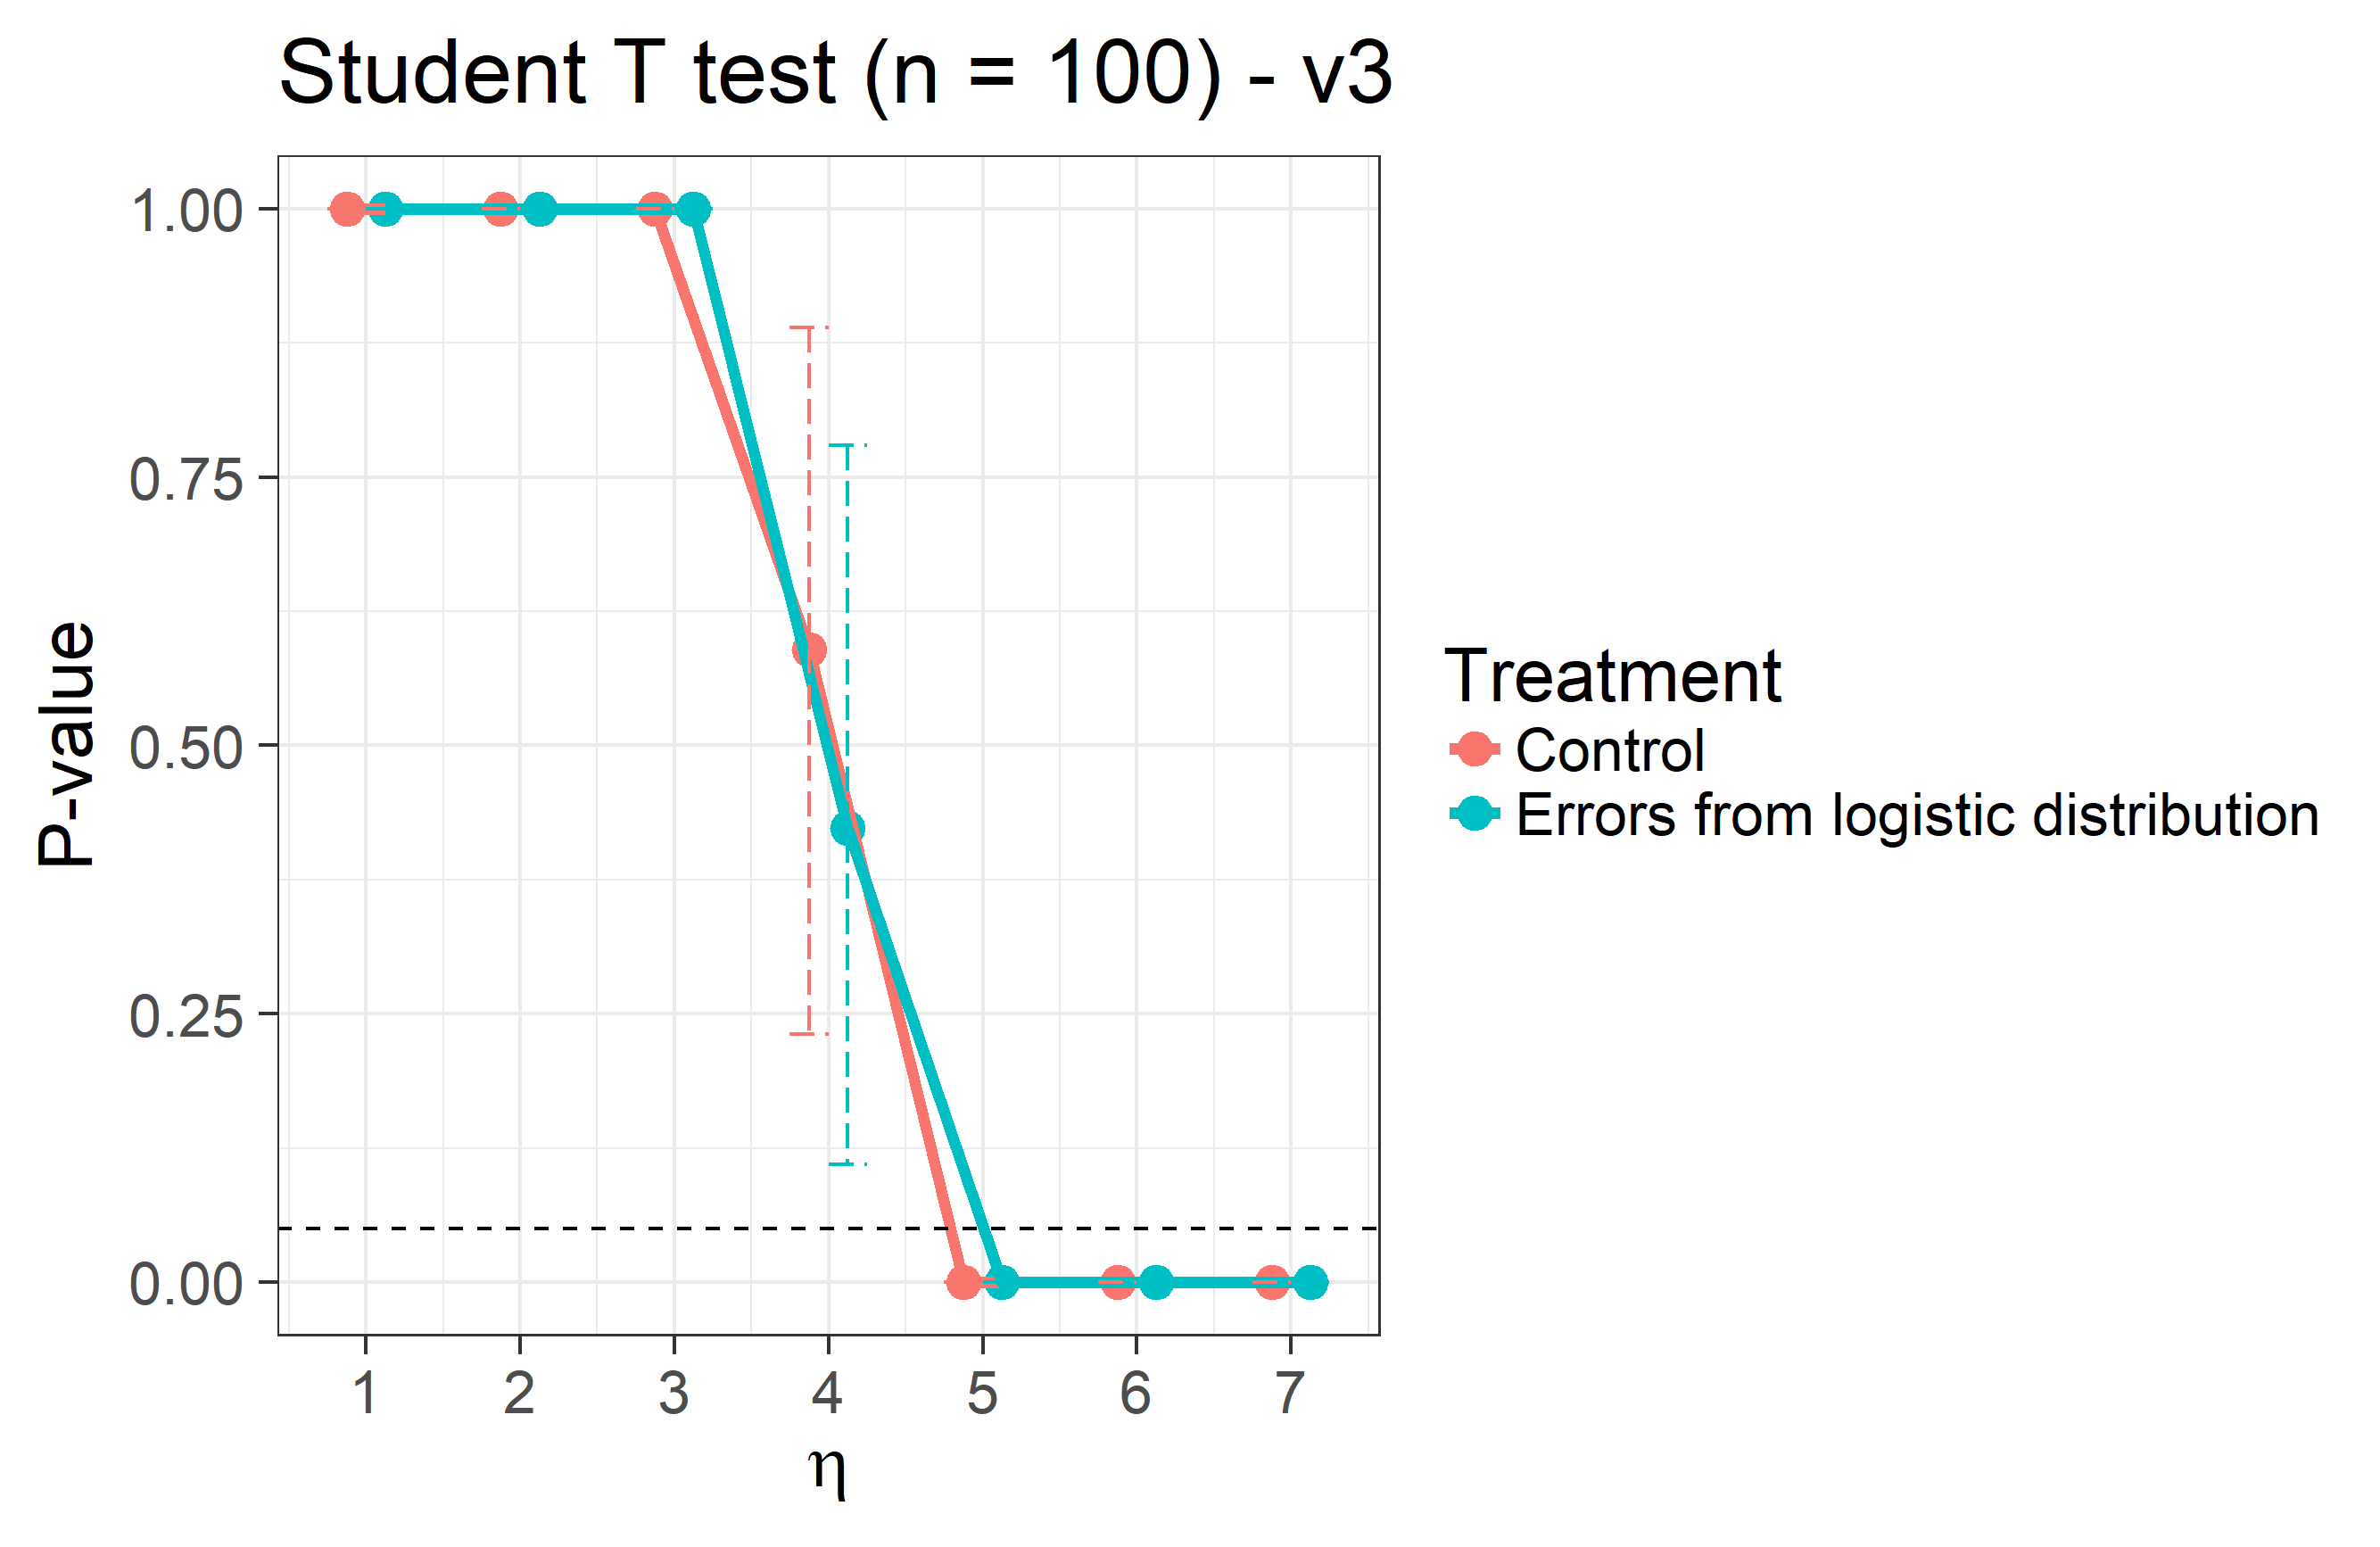 Student T test (n = 100) - v3
P-value
1.00
0.75
0.50
0.25
0.00
1 2 3 4 5 6 7
η
Treatment
Control
Errors from logistic distribution